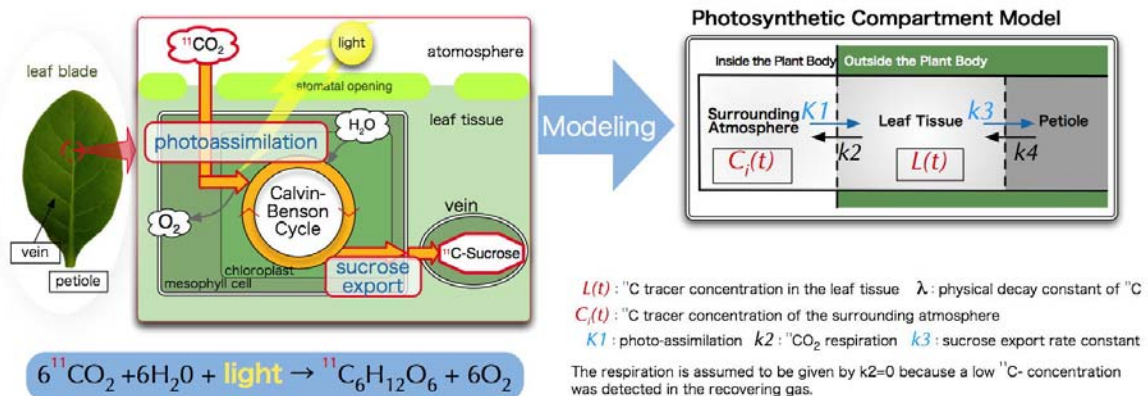 leaf blade
vein
petiole
¹¹CO₂
light
atomosphere
stomatal opening
leaf tissue
H₂O
photoassimilation
O₂
Calvin-
Benson
Cycle
vein
¹¹C-Sucrose
chloroplast
mesophyll cell
sucrose
export
6¹¹CO₂ +6H₂0 + light → ¹¹C₆H₁₂O₆ + 6O₂
Modeling
Photosynthetic Compartment Model
Inside the Plant Body
Outside the Plant Body
Surrounding
Atmosphere
K1
k2
Leaf Tissue
k3
k4
Petiole
Cᵢ(t)
L(t)
L(t) : ¹¹C tracer concentration in the leaf tissue λ : physical decay constant of ¹¹C
Cᵢ(t) : ¹¹C tracer concentration of the surrounding atmosphere
K1 : photo-assimilation k2 : ¹¹CO₂ respiration k3 : sucrose export rate constant
The respiration is assumed to be given by k2=0 because a low ¹¹C- concentration
was detected in the recovering gas.